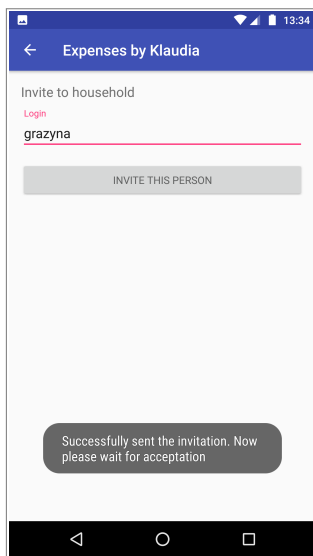 13:34
Expenses by Klaudia
Invite to household
Login
grazyna
INVITE THIS PERSON
Successfully sent the invitation. Now
please wait for acceptation